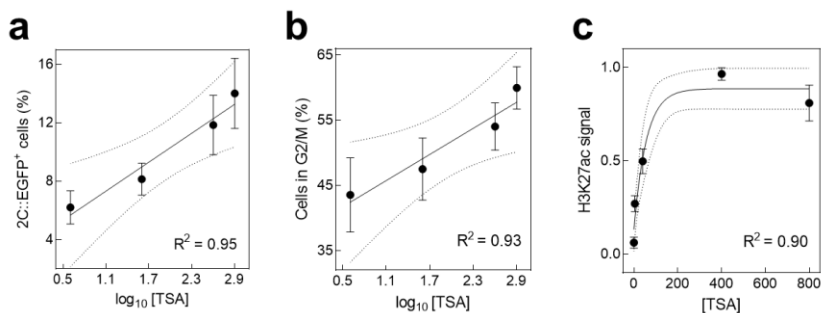 a
2C::EGFP⁺ cells (%)
16
12
8
4
R² = 0.95
0.5 1.1 1.7 2.3 2.9
log₁₀ [TSA]
b
Cells in G2/M (%)
65
55
45
35
R² = 0.93
0.5 1.1 1.7 2.3 2.9
log₁₀ [TSA]
c
H3K27ac signal
1.0
0.5
0.0
R² = 0.90
0 200 400 600 800
[TSA]